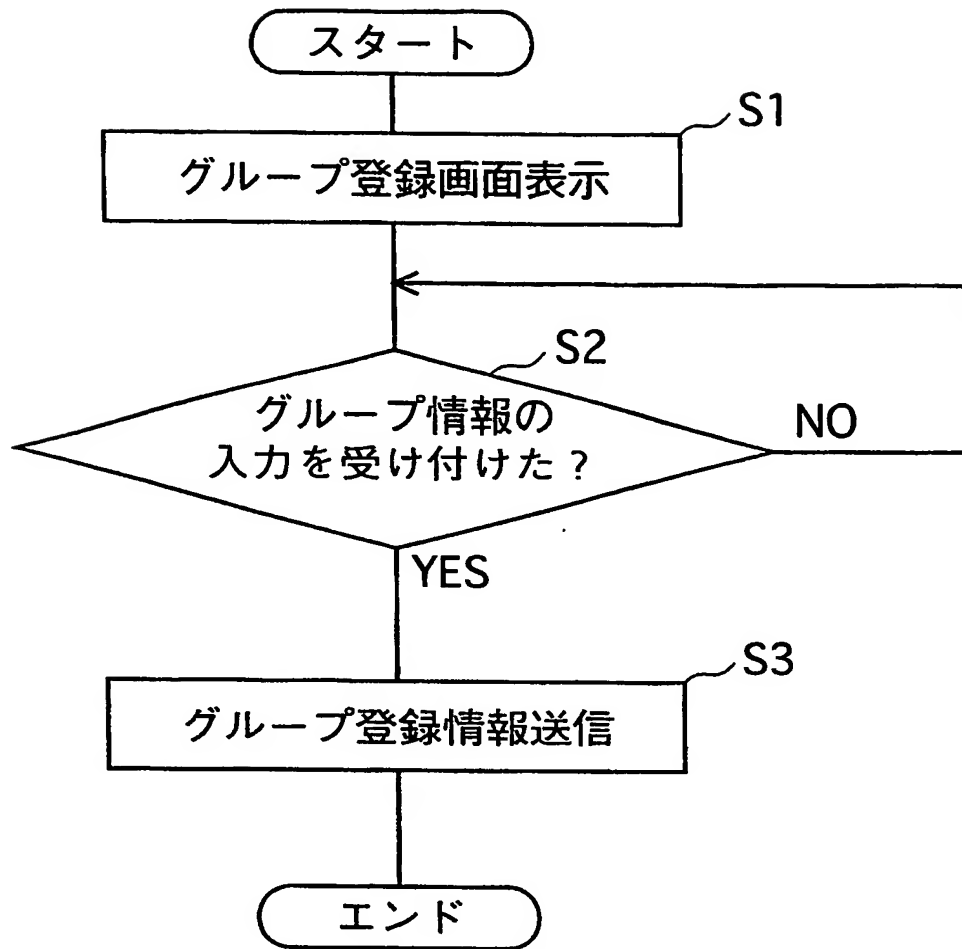 スタート
S1
グループ登録画面表示
S2
グループ情報の
入力を受け付けた?
NO
YES
S3
グループ登録情報送信
エンド